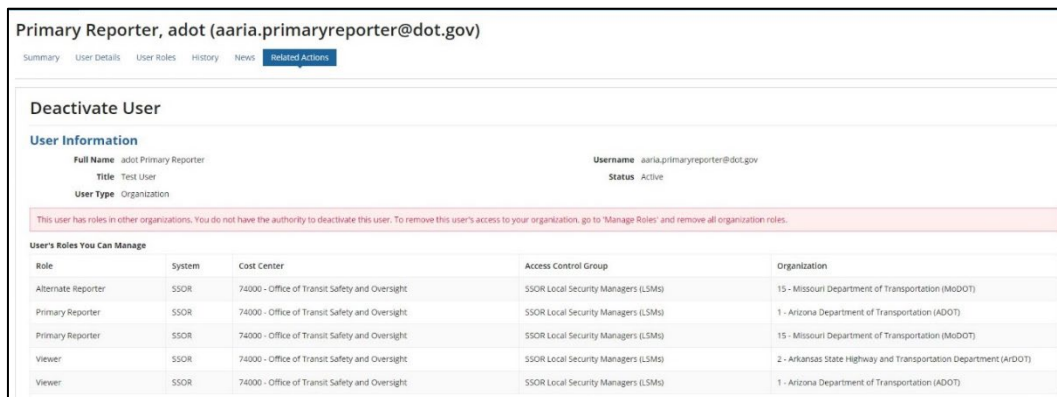 Primary Reporter, adot (aaria.primaryreporter@dot.gov)
Summary User Details User Roles History News Related Actions
Deactivate User
User Information
Full Name adot Primary Reporter Username aaria.primaryreporter@dot.gov
Title Test User Status Active
User Type Organization
This user has roles in other organizations. You do not have the authority to deactivate this user. To remove this user's access to your organization, go to 'Manage Roles' and remove all organization roles.
User's Roles You Can Manage
Role System Cost Center Access Control Group Organization
Alternate Reporter SSOR 74000 - Office of Transit Safety and Oversight SSOR Local Security Managers (LSMs) 15 - Missouri Department of Transportation (MoDOT)
Primary Reporter SSOR 74000 - Office of Transit Safety and Oversight SSOR Local Security Managers (LSMs) 1 - Arizona Department of Transportation (ADOT)
Primary Reporter SSOR 74000 - Office of Transit Safety and Oversight SSOR Local Security Managers (LSMs) 15 - Missouri Department of Transportation (MoDOT)
Viewer SSOR 74000 - Office of Transit Safety and Oversight SSOR Local Security Managers (LSMs) 2 - Arkansas State Highway and Transportation Department (ArDOT)
Viewer SSOR 74000 - Office of Transit Safety and Oversight SSOR Local Security Managers (LSMs) 1 - Arizona Department of Transportation (ADOT)